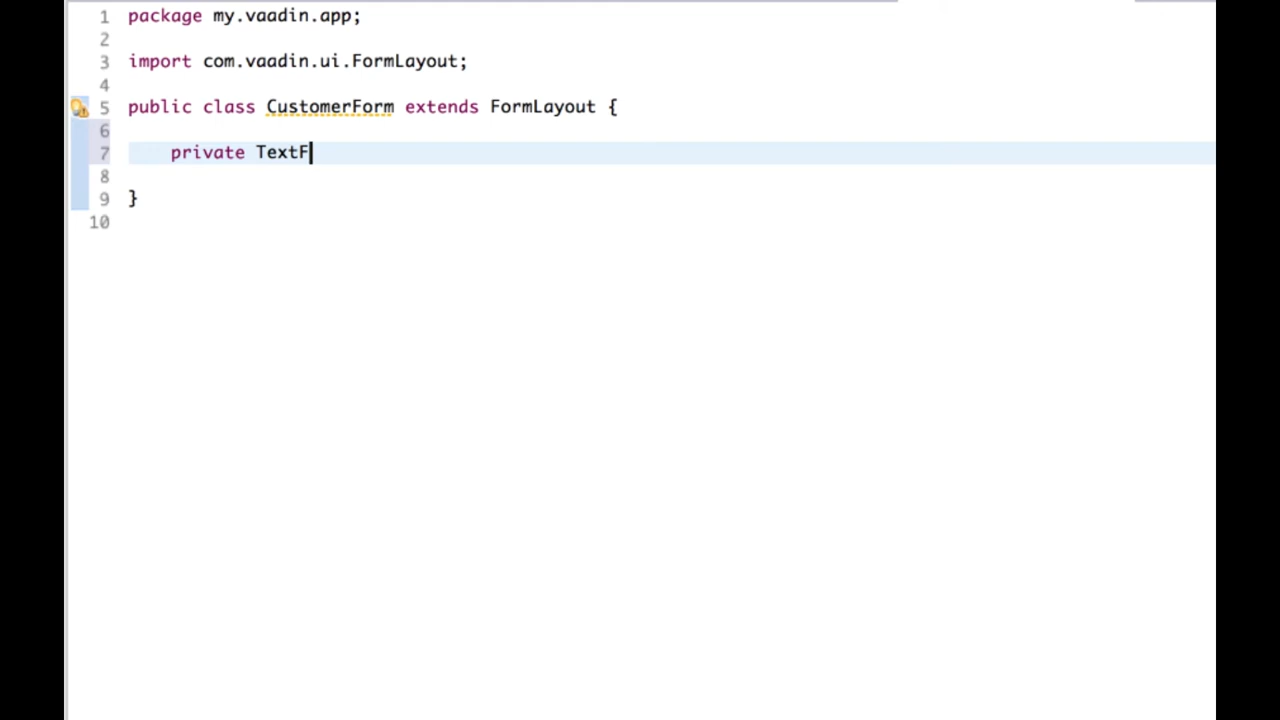 1 package my.vaadin.app;
2
3 import com.vaadin.ui.FormLayout;
4
5 public class CustomerForm extends FormLayout {
6
7     private TextF
8
9 }
10